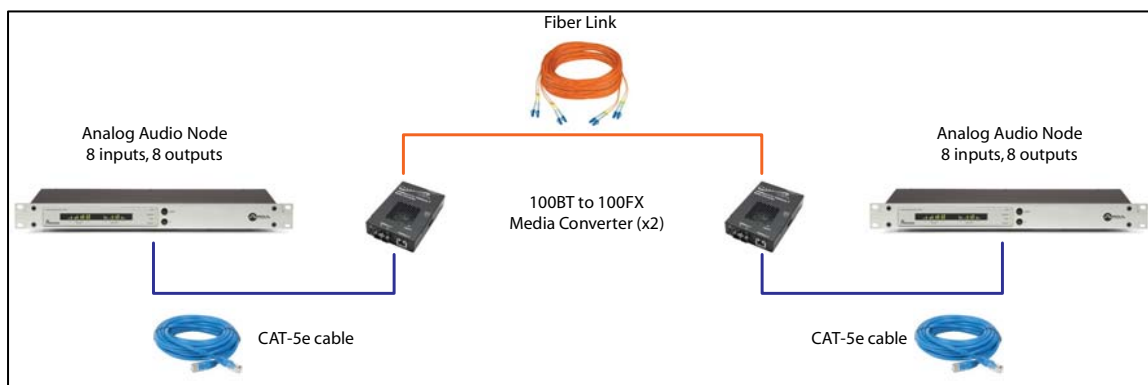 Fiber Link
Analog Audio Node
8 inputs, 8 outputs
Analog Audio Node
8 inputs, 8 outputs
100BT to 100FX
Media Converter (x2)
CAT-5e cable
CAT-5e cable